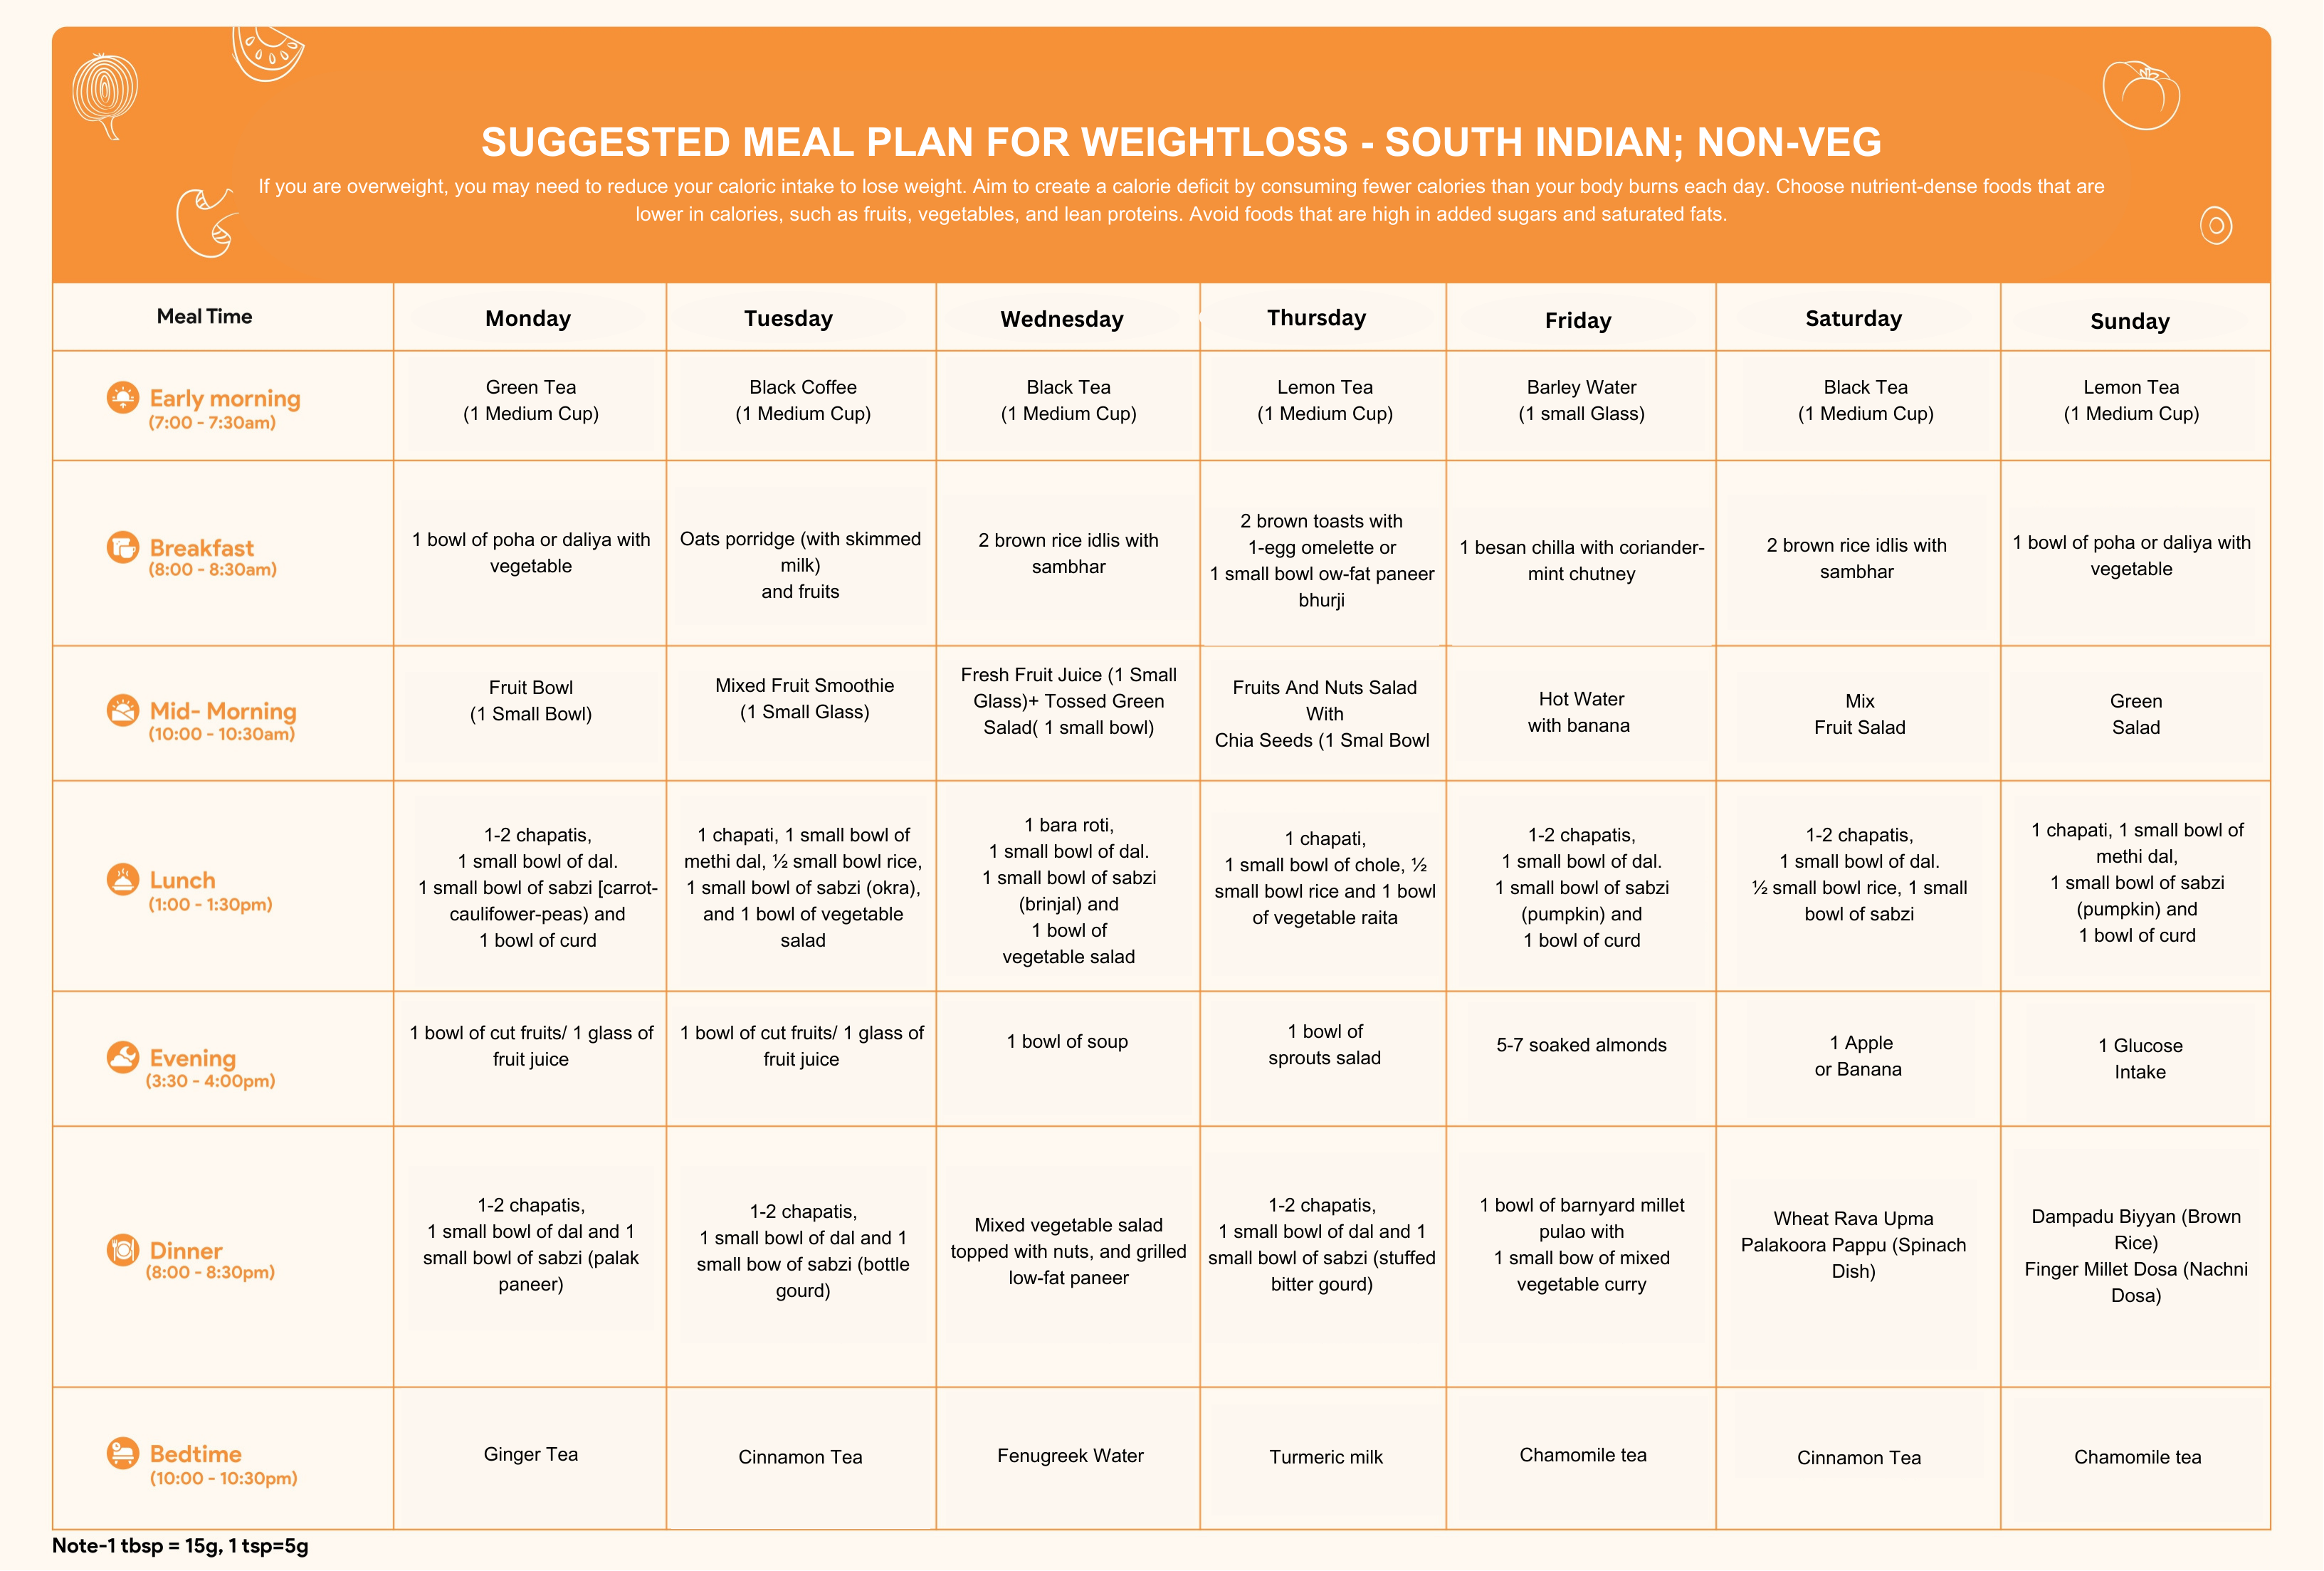 SUGGESTED MEAL PLAN FOR WEIGHTLOSS - SOUTH INDIAN; NON-VEG
If you are overweight, you may need to reduce your caloric intake to lose weight. Aim to create a calorie deficit by consuming fewer calories than your body burns each day. Choose nutrient-dense foods that are
lower in calories, such as fruits, vegetables, and lean proteins. Avoid foods that are high in added sugars and saturated fats.
Meal Time
Monday
Tuesday
Wednesday
Thursday
Friday
Saturday
Sunday
Early morning
(7:00 - 7:30am)
Green Tea
(1 Medium Cup)
Black Coffee
(1 Medium Cup)
Black Tea
(1 Medium Cup)
Lemon Tea
(1 Medium Cup)
Barley Water
(1 small Glass)
Black Tea
(1 Medium Cup)
Lemon Tea
(1 Medium Cup)
Breakfast
(8:00 - 8:30am)
1 bowl of poha or daliya with
vegetable
Oats porridge (with skimmed
milk)
and fruits
2 brown rice idlis with
sambhar
2 brown toasts with
1-egg omelette or
1 small bowl ow-fat paneer
bhurji
1 besan chilla with coriander-
mint chutney
2 brown rice idlis with
sambhar
1 bowl of poha or daliya with
vegetable
Mid- Morning
(10:00 - 10:30am)
Fruit Bowl
(1 Small Bowl)
Mixed Fruit Smoothie
(1 Small Glass)
Fresh Fruit Juice (1 Small
Glass)+ Tossed Green
Salad( 1 small bowl)
Fruits And Nuts Salad
With
Chia Seeds (1 Smal Bowl
Hot Water
with banana
Mix
Fruit Salad
Green
Salad
Lunch
(1:00 - 1:30pm)
1-2 chapatis,
1 small bowl of dal.
1 small bowl of sabzi [carrot-
caulifower-peas) and
1 bowl of curd
1 chapati, 1 small bowl of
methi dal, ½ small bowl rice,
1 small bowl of sabzi (okra),
and 1 bowl of vegetable
salad
1 bara roti,
1 small bowl of dal.
1 small bowl of sabzi
(brinjal) and
1 bowl of
vegetable salad
1 chapati,
1 small bowl of chole, ½
small bowl rice and 1 bowl
of vegetable raita
1-2 chapatis,
1 small bowl of dal.
1 small bowl of sabzi
(pumpkin) and
1 bowl of curd
1-2 chapatis,
1 small bowl of dal.
½ small bowl rice, 1 small
bowl of sabzi
1 chapati, 1 small bowl of
methi dal,
1 small bowl of sabzi
(pumpkin) and
1 bowl of curd
Evening
(3:30 - 4:00pm)
1 bowl of cut fruits/ 1 glass of
fruit juice
1 bowl of cut fruits/ 1 glass of
fruit juice
1 bowl of soup
1 bowl of
sprouts salad
5-7 soaked almonds
1 Apple
or Banana
1 Glucose
Intake
Dinner
(8:00 - 8:30pm)
1-2 chapatis,
1 small bowl of dal and 1
small bowl of sabzi (palak
paneer)
1-2 chapatis,
1 small bowl of dal and 1
small bow of sabzi (bottle
gourd)
Mixed vegetable salad
topped with nuts, and grilled
low-fat paneer
1-2 chapatis,
1 small bowl of dal and 1
small bowl of sabzi (stuffed
bitter gourd)
1 bowl of barnyard millet
pulao with
1 small bow of mixed
vegetable curry
Wheat Rava Upma
Palakoora Pappu (Spinach
Dish)
Dampadu Biyyan (Brown
Rice)
Finger Millet Dosa (Nachni
Dosa)
Bedtime
(10:00 - 10:30pm)
Ginger Tea
Cinnamon Tea
Fenugreek Water
Turmeric milk
Chamomile tea
Cinnamon Tea
Chamomile tea
Note-1 tbsp = 15g, 1 tsp=5g